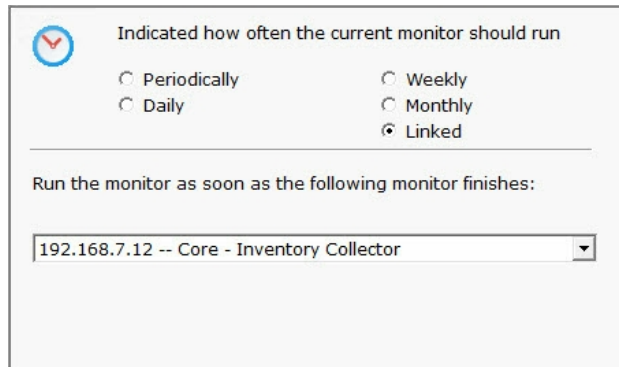 Indicated how often the current monitor should run
Periodically
Weekly
Daily
Monthly
Linked
Run the monitor as soon as the following monitor finishes:
192.168.7.12 -- Core - Inventory Collector